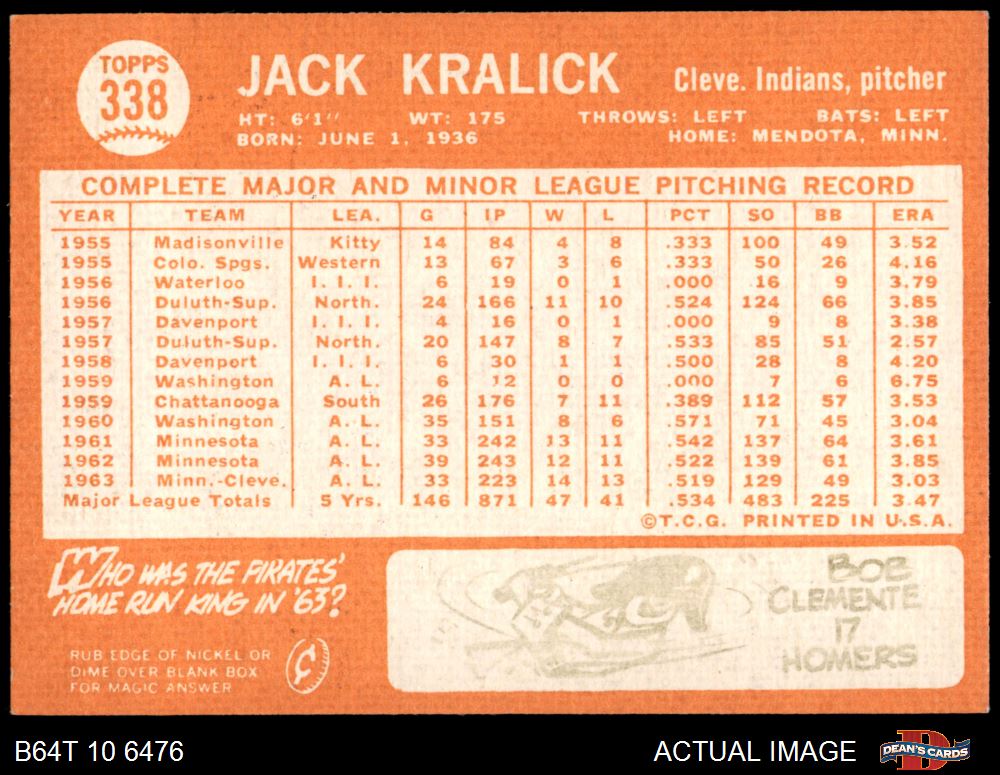 TOPPS
338
JACK KRALICK
Cleve. Indians, pitcher
HT: 6'1" WT: 175 THROWS: LEFT BATS: LEFT
BORN: JUNE 1, 1936 HOME: MENDOTA, MINN.
COMPLETE MAJOR AND MINOR LEAGUE PITCHING RECORD
YEAR TEAM LEA. G IP W L PCT SO BB ERA
1955 Madisonville Kitty 14 84 4 8 .333 100 49 3.52
1955 Colo. Spgs. Western 13 67 3 6 .333 50 26 4.16
1956 Waterloo I. I. I. 6 19 0 1 .000 16 9 3.79
1956 Duluth-Sup. North. 24 166 11 10 .524 124 66 3.85
1957 Davenport I. I. I. 4 16 0 1 .000 9 8 3.38
1957 Duluth-Sup. North. 20 147 8 7 .533 85 51 2.57
1958 Davenport I. I. I. 6 30 1 1 .500 28 8 4.20
1959 Washington A. L. 6 12 0 0 .000 7 6 6.75
1959 Chattanooga South 26 176 7 11 .389 112 57 3.53
1960 Washington A. L. 35 151 8 6 .571 71 45 3.04
1961 Minnesota A. L. 33 242 13 11 .542 137 64 3.61
1962 Minnesota A. L. 39 243 12 11 .522 139 61 3.85
1963 Minn.-Cleve. A. L. 33 223 14 13 .519 129 49 3.03
Major League Totals 5 Yrs. 146 871 47 41 .534 483 225 3.47
©T.C.G. PRINTED IN U.S.A.
WHO WAS THE PIRATES'
HOME RUN KING IN '63?
RUB EDGE OF NICKEL OR
DIME OVER BLANK BOX
FOR MAGIC ANSWER
¢
BOB
CLEMENTE
17
HOMERS
B64T 10 6476
ACTUAL IMAGE
DEAN'S CARDS